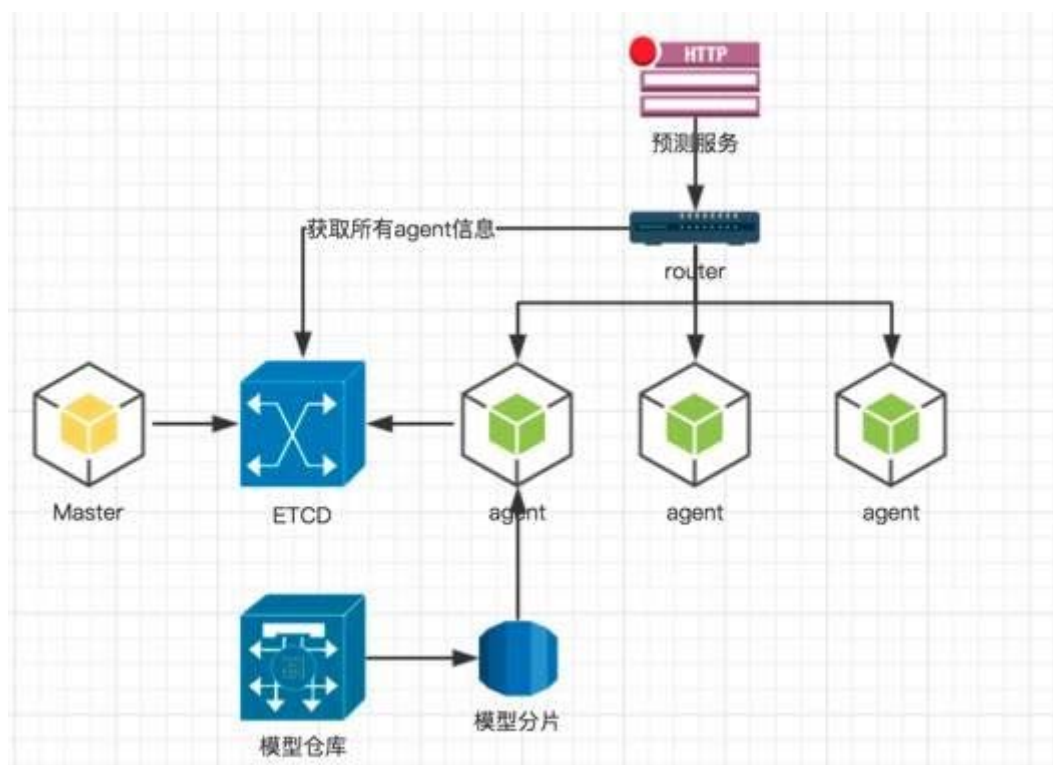 HTTP
预测服务
获取所有agent信息
router
Master
ETCD
agent
agent
agent
模型仓库
模型分片